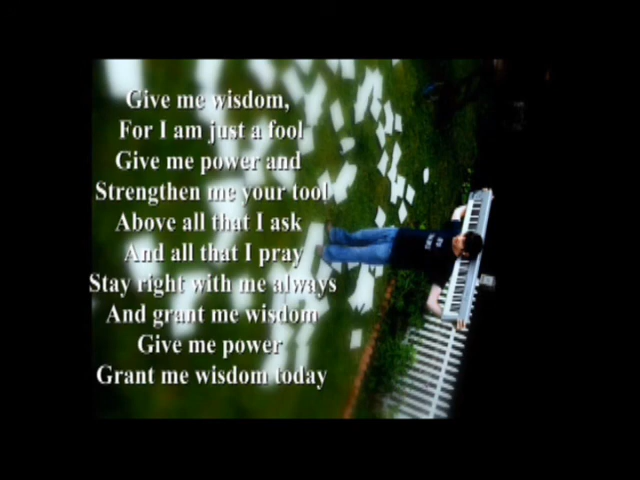 Give me wisdom,
For I am just a fool
Give me power and
Strengthen me your tool
Above all that I ask
And all that I pray
Stay right with me always
And grant me wisdom
Give me power
Grant me wisdom today